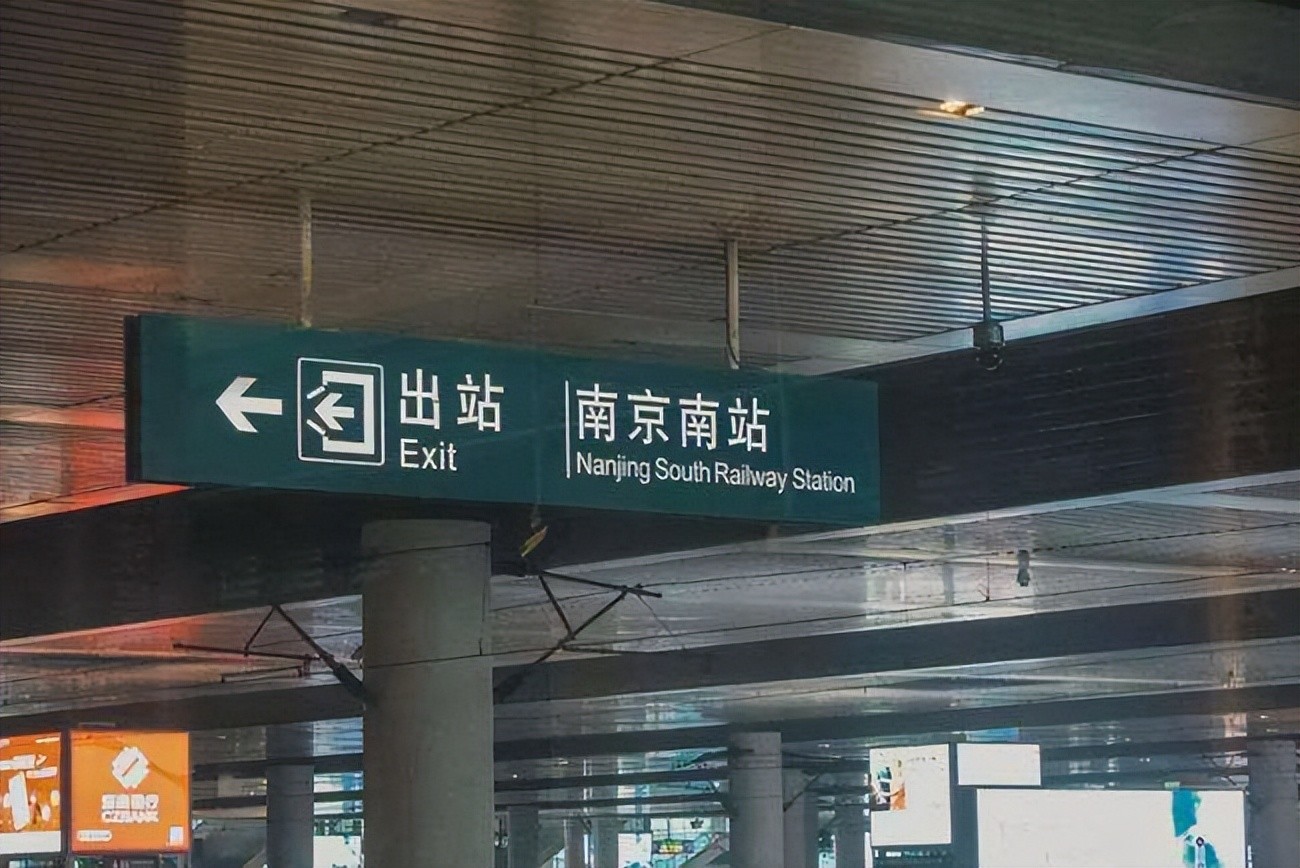 出站
Exit
南京南站
Nanjing South Railway Station
CZBANK